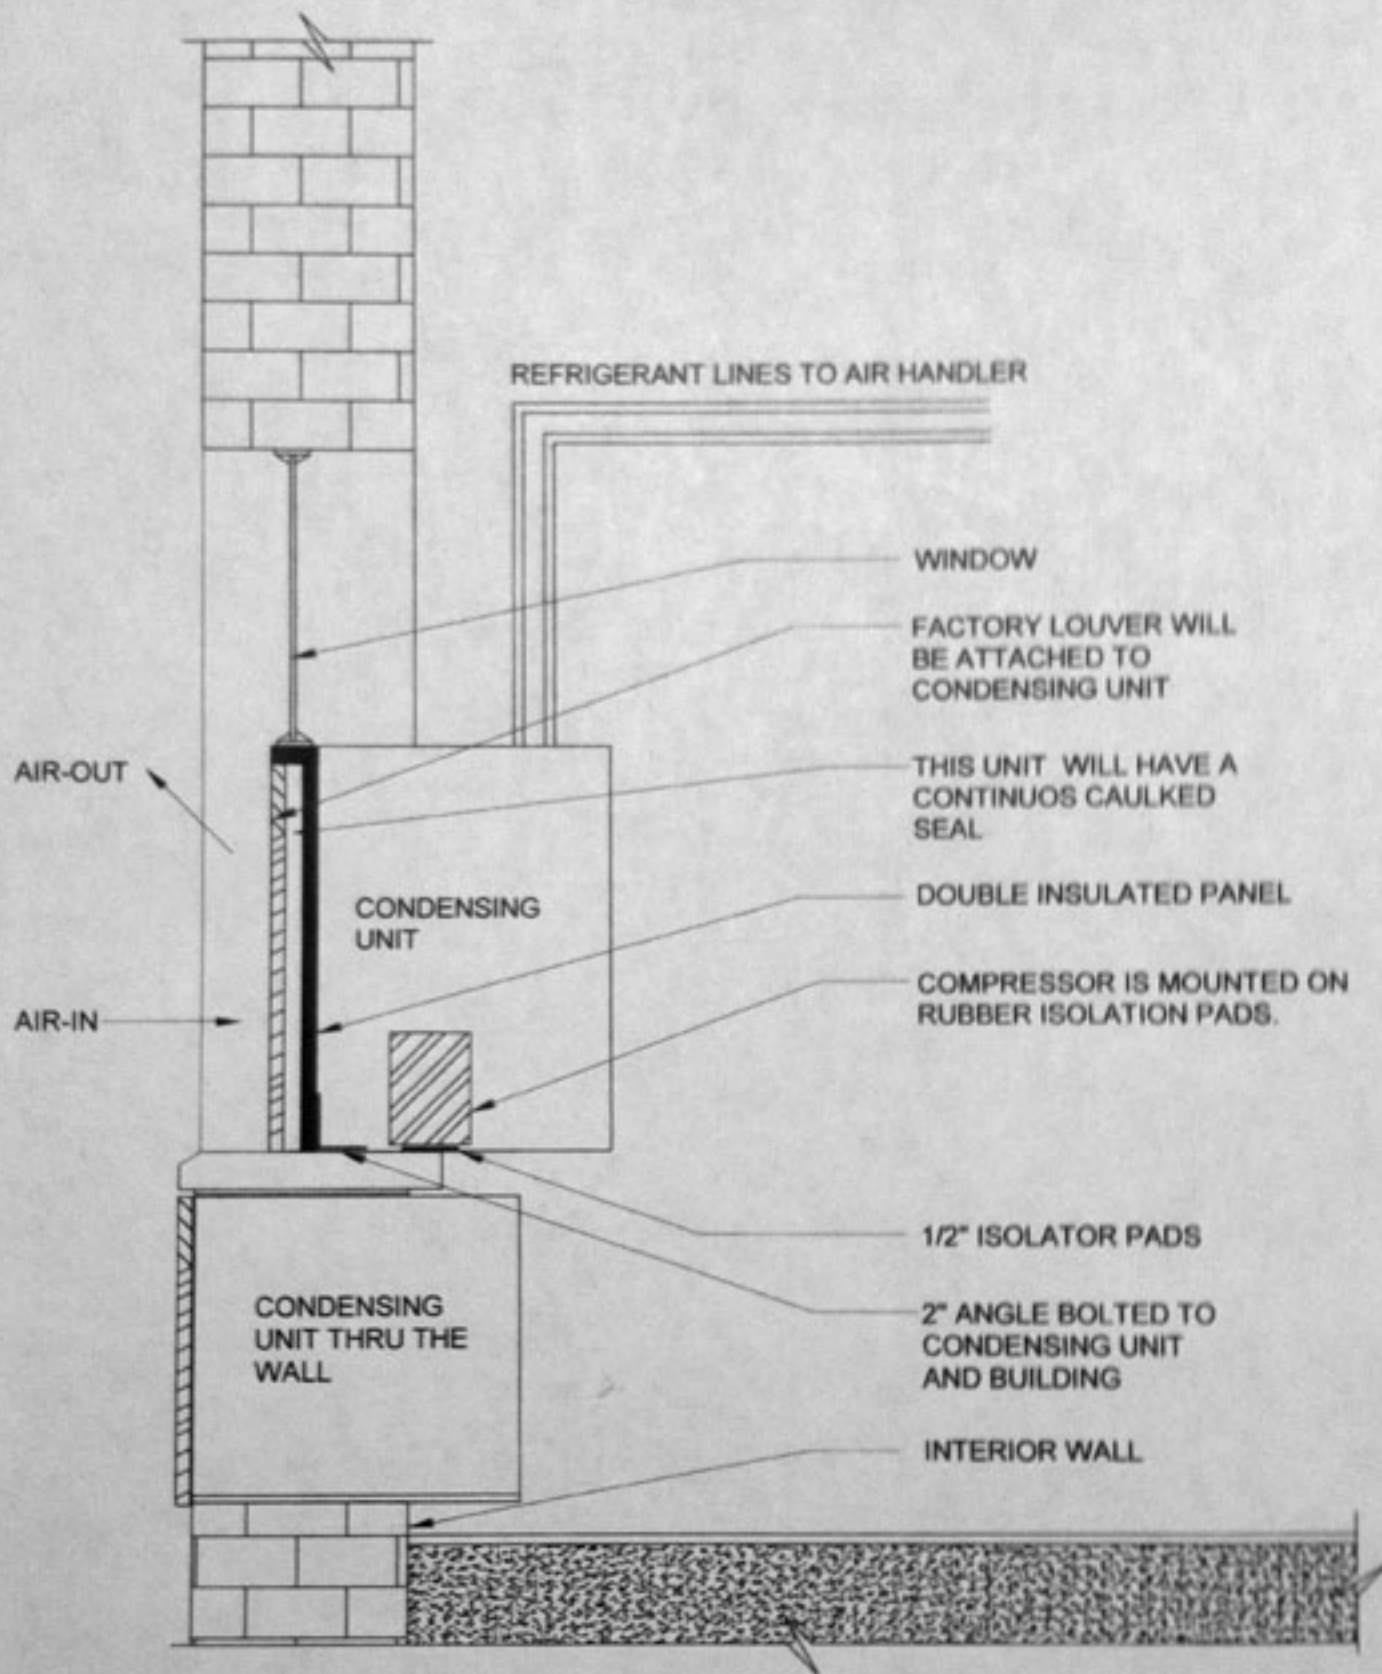 REFRIGERANT LINES TO AIR HANDLER
WINDOW
FACTORY LOUVER WILL
BE ATTACHED TO
CONDENSING UNIT
AIR-OUT
THIS UNIT WILL HAVE A
CONTINUOS CAULKED
SEAL
CONDENSING
UNIT
DOUBLE INSULATED PANEL
COMPRESSOR IS MOUNTED ON
RUBBER ISOLATION PADS.
AIR-IN
1/2" ISOLATOR PADS
CONDENSING
UNIT THRU THE
WALL
2" ANGLE BOLTED TO
CONDENSING UNIT
AND BUILDING
INTERIOR WALL